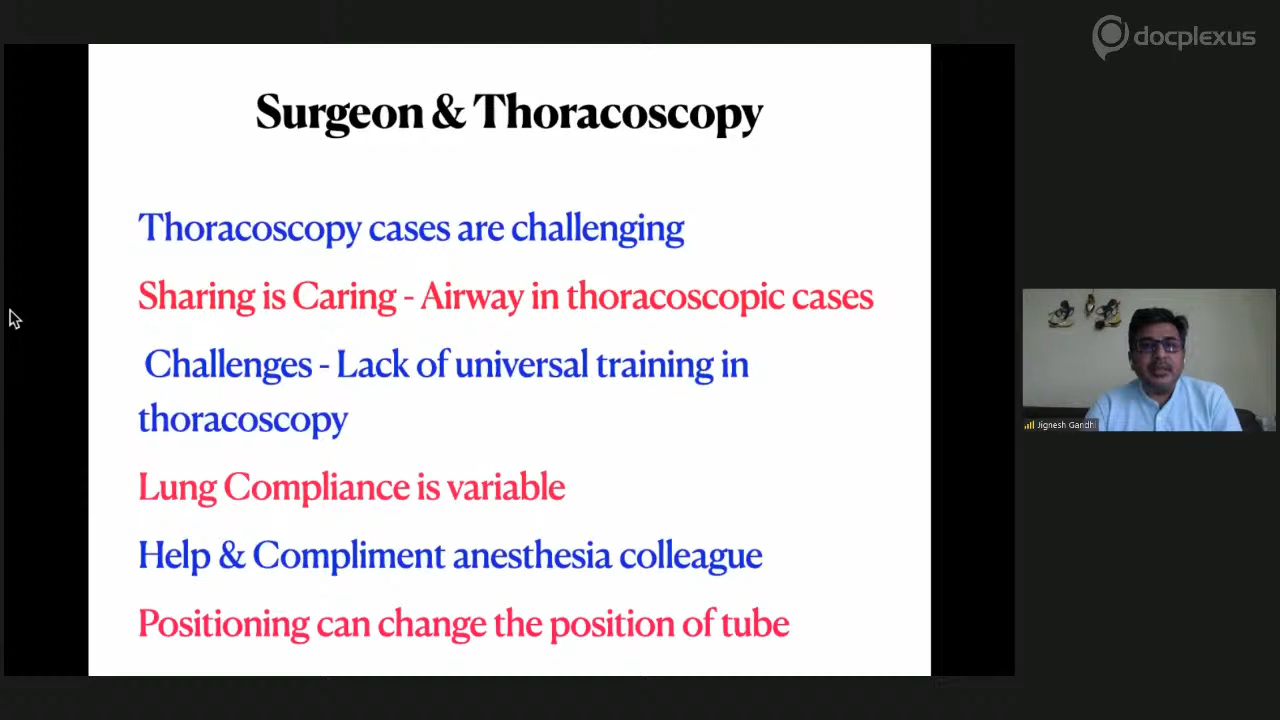 docplexus
Surgeon & Thoracoscopy
Thoracoscopy cases are challenging
Sharing is Caring - Airway in thoracoscopic cases
Challenges - Lack of universal training in
thoracoscopy
Lung Compliance is variable
Help & Compliment anesthesia colleague
Positioning can change the position of tube
Jignesh Gandhi